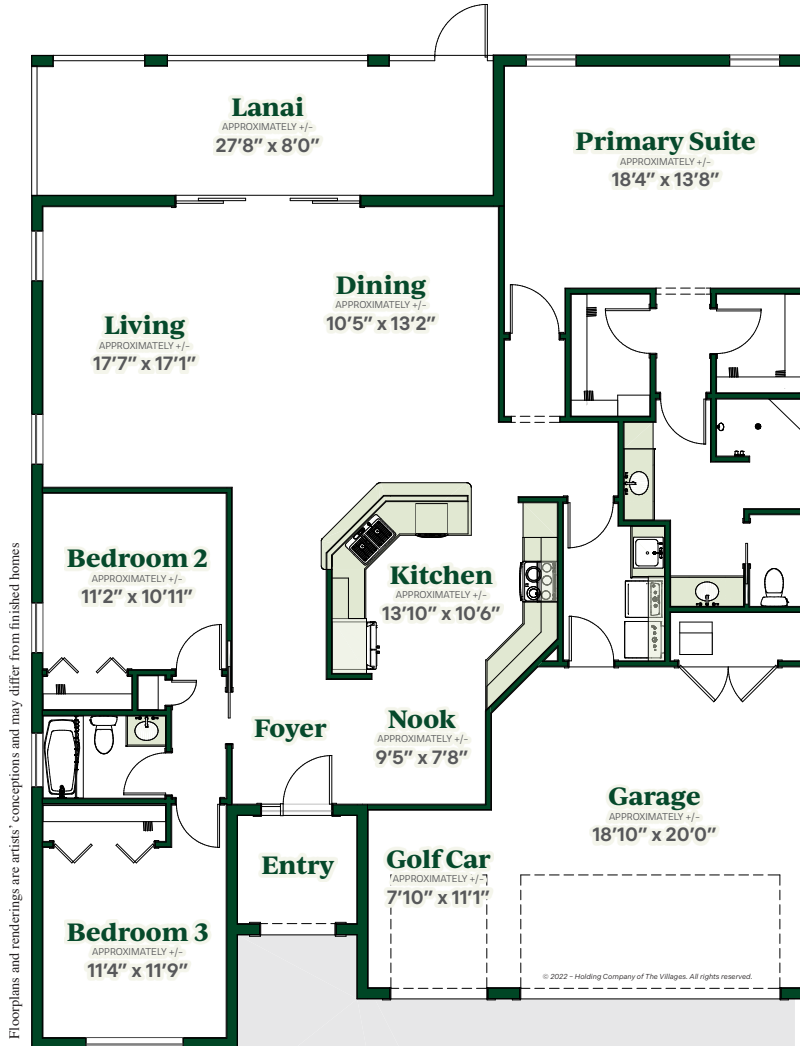 Lanai
APPROXIMATELY +/-
27'8" x 8'0"
Primary Suite
APPROXIMATELY +/-
18'4" x 13'8"
Dining
APPROXIMATELY +/-
10'5" x 13'2"
Living
APPROXIMATELY +/-
17'7" x 17'1"
Bedroom 2
APPROXIMATELY +/-
11'2" x 10'11"
Kitchen
APPROXIMATELY +/-
13'10" x 10'6"
Foyer
Nook
APPROXIMATELY +/-
9'5" x 7'8"
Garage
APPROXIMATELY +/-
18'10" x 20'0"
Entry
Golf Car
APPROXIMATELY +/-
7'10" x 11'1"
Bedroom 3
APPROXIMATELY +/-
11'4" x 11'9"
© 2022 – Holding Company of The Villages. All rights reserved.
Floorplans and renderings are artists' conceptions and may differ from finished homes